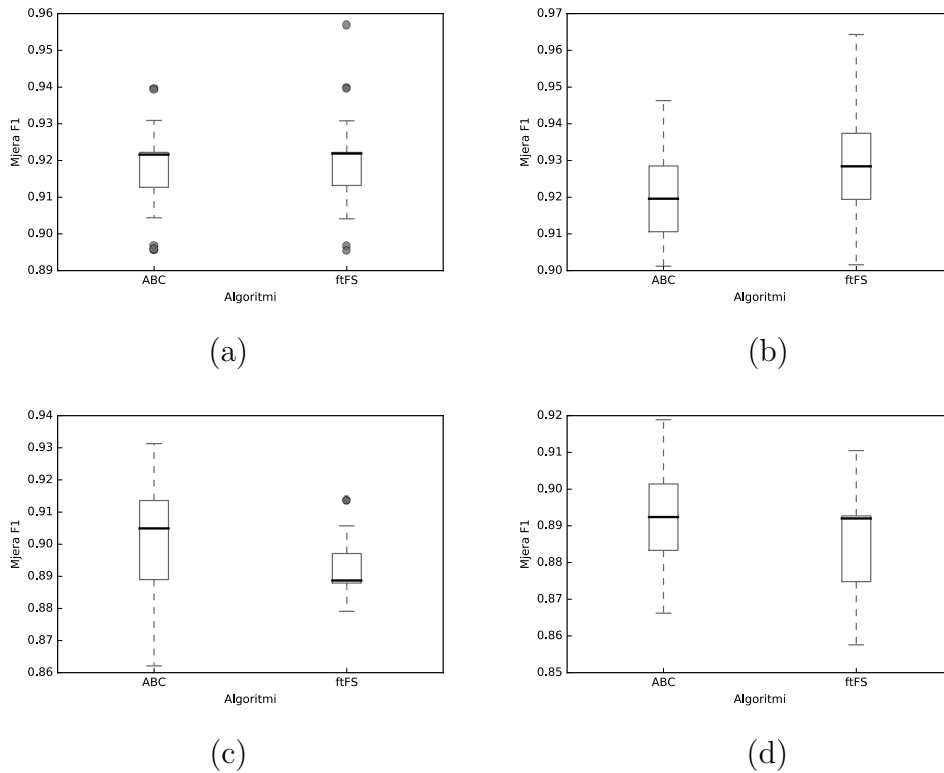 0.96
0.95
0.94
0.93
0.92
0.91
0.90
0.89
Mjera F1
ABC
ftFS
Algoritmi
(a)
0.97
0.96
0.95
0.94
0.93
0.92
0.91
0.90
Mjera F1
ABC
ftFS
Algoritmi
(b)
0.94
0.93
0.92
0.91
0.90
0.89
0.88
0.87
0.86
Mjera F1
ABC
ftFS
Algoritmi
(c)
0.92
0.91
0.90
0.89
0.88
0.87
0.86
0.85
Mjera F1
ABC
ftFS
Algoritmi
(d)